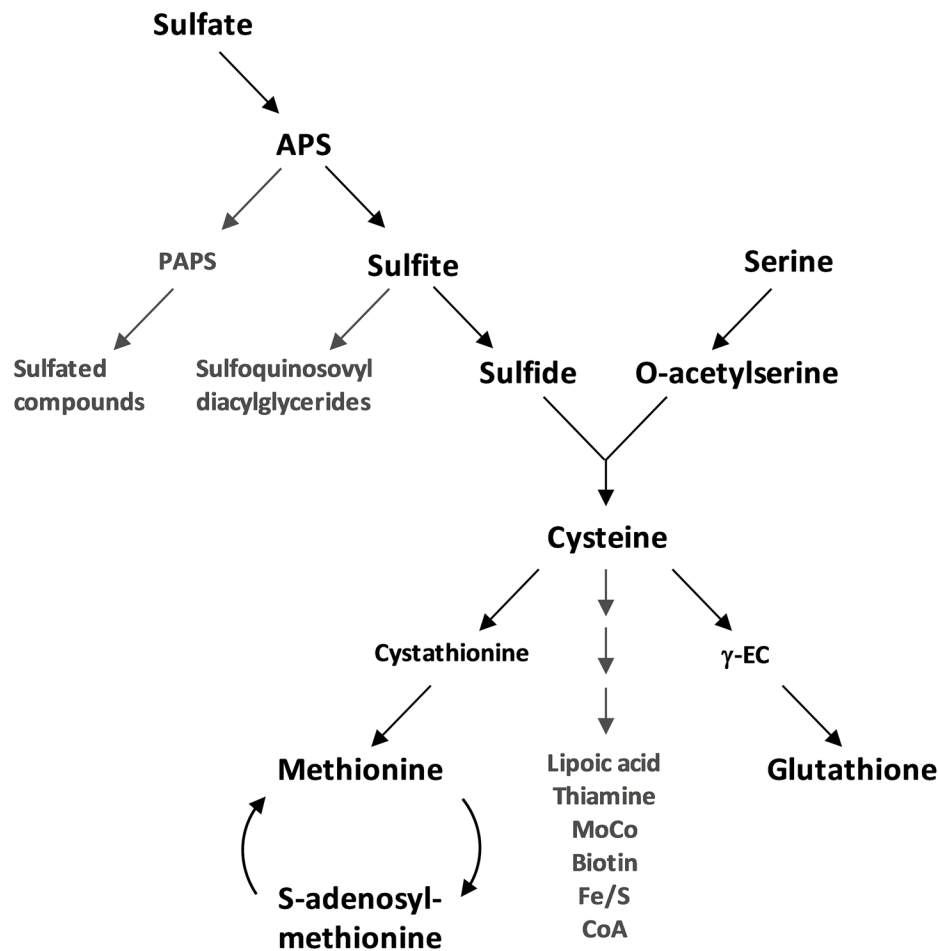 Sulfate
APS
PAPS
Sulfite
Serine
Sulfated
compounds
Sulfoquinosovyl
diacylglycerides
Sulfide
O-acetylserine
Cysteine
Cystathionine
γ-EC
Methionine
Lipoic acid
Thiamine
MoCo
Biotin
Fe/S
CoA
Glutathione
S-adenosyl-
methionine